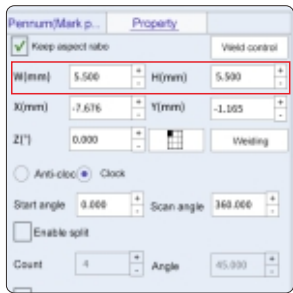 Pennum(Mark p... Property
Keep aspect ratio Weld control
W(mm) 5.500 H(mm) 5.500
X(mm) -7.676 Y(mm) -1.165
Z(°) 0.000 Welding
Anti-cloc Clock
Start angle 0.000 Scan angle 360.000
Enable split
Count 4 Angle 45.000